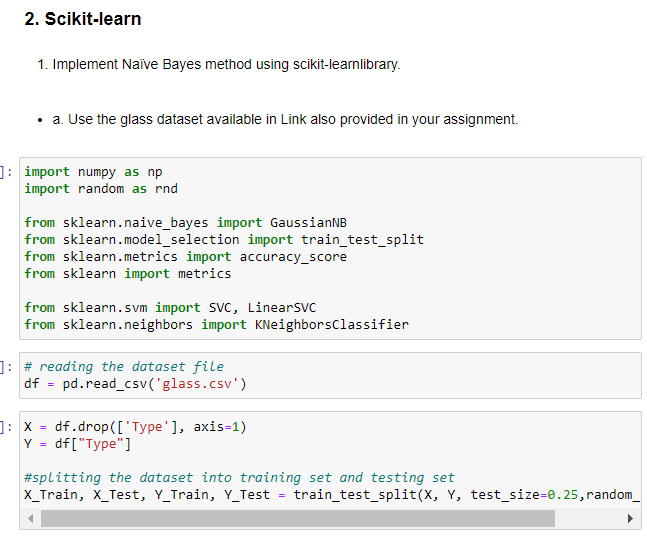 2. Scikit-learn
1. Implement Naïve Bayes method using scikit-learnlibrary.
• a. Use the glass dataset available in Link also provided in your assignment.
]: import numpy as np
import random as rnd
from sklearn.naive_bayes import GaussianNB
from sklearn.model_selection import train_test_split
from sklearn.metrics import accuracy_score
from sklearn import metrics
from sklearn.svm import SVC, LinearSVC
from sklearn.neighbors import KNeighborsClassifier
]: # reading the dataset file
df = pd.read_csv('glass.csv')
]: X = df.drop(['Type'], axis=1)
Y = df["Type"]
#splitting the dataset into training set and testing set
X_Train, X_Test, Y_Train, Y_Test = train_test_split(X, Y, test_size=0.25,random_